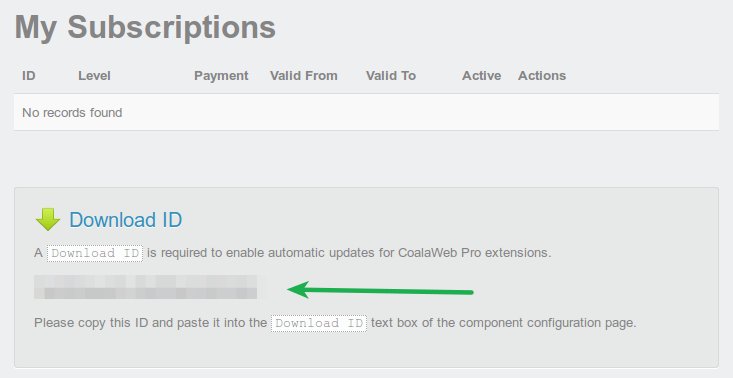 My Subscriptions
ID Level Payment Valid From Valid To Active Actions
No records found
Download ID
A Download ID is required to enable automatic updates for CoalaWeb Pro extensions.
Please copy this ID and paste it into the Download ID text box of the component configuration page.